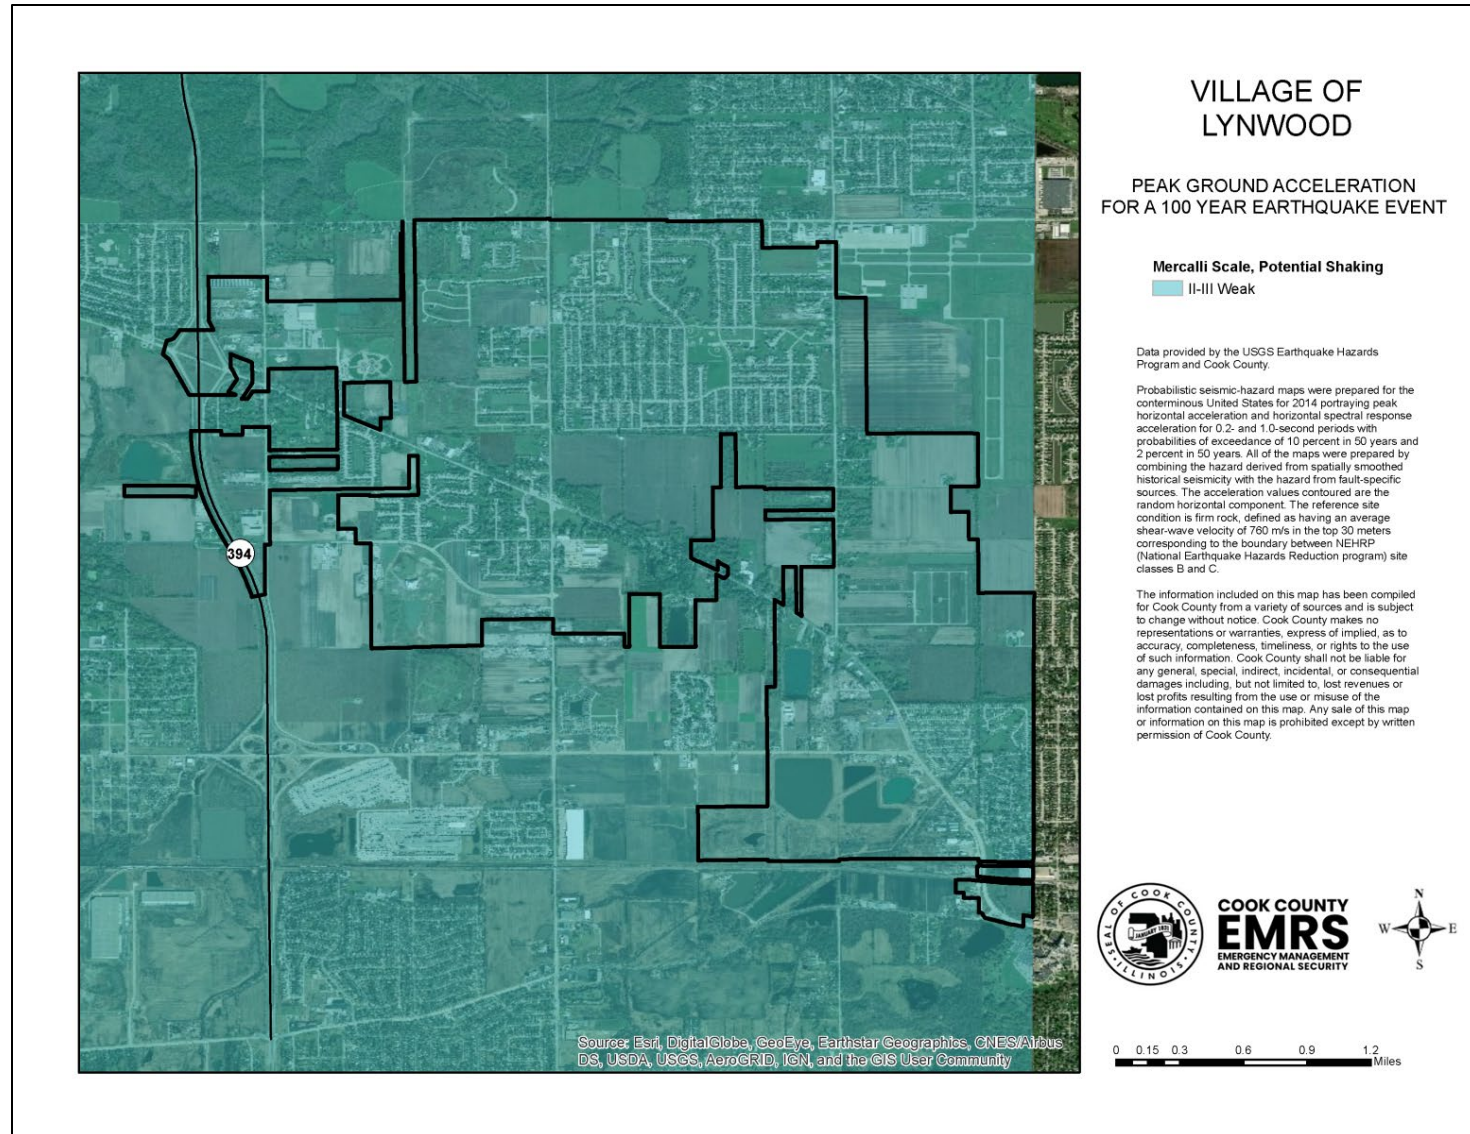 VILLAGE OF
LYNWOOD
PEAK GROUND ACCELERATION
FOR A 100 YEAR EARTHQUAKE EVENT
Mercalli Scale, Potential Shaking
II-III Weak
Data provided by the USGS Earthquake Hazards
Program and Cook County.
Probabilistic seismic-hazard maps were prepared for the
conterminous United States for 2014 portraying peak
horizontal acceleration and horizontal spectral response
acceleration for 0.2- and 1.0-second periods with
probabilities of exceedance of 10 percent in 50 years and
2 percent in 50 years. All of the maps were prepared by
combining the hazard derived from spatially smoothed
historical seismicity with the hazard from fault-specific
sources. The acceleration values contoured are the
random horizontal component. The reference site
condition is firm rock, defined as having an average
shear-wave velocity of 760 m/s in the top 30 meters
corresponding to the boundary between NEHRP
(National Earthquake Hazards Reduction program) site
classes B and C.
The information included on this map has been compiled
for Cook County from a variety of sources and is subject
to change without notice. Cook County makes no
representations or warranties, express of implied, as to
accuracy, completeness, timeliness, or rights to the use
of such information. Cook County shall not be liable for
any general, special, indirect, incidental, or consequential
damages including, but not limited to, lost revenues or
lost profits resulting from the use or misuse of the
information contained on this map. Any sale of this map
or information on this map is prohibited except by written
permission of Cook County.
394
SEAL OF COOK COUNTY
JANUARY 1831
ILLINOIS
COOK COUNTY
EMRS
EMERGENCY MANAGEMENT
AND REGIONAL SECURITY
N
W E
S
Source: Esri, DigitalGlobe, GeoEye, Earthstar Geographics, CNES/Airbus
DS, USDA, USGS, AeroGRID, IGN, and the GIS User Community
0 0.15 0.3 0.6 0.9 1.2
Miles